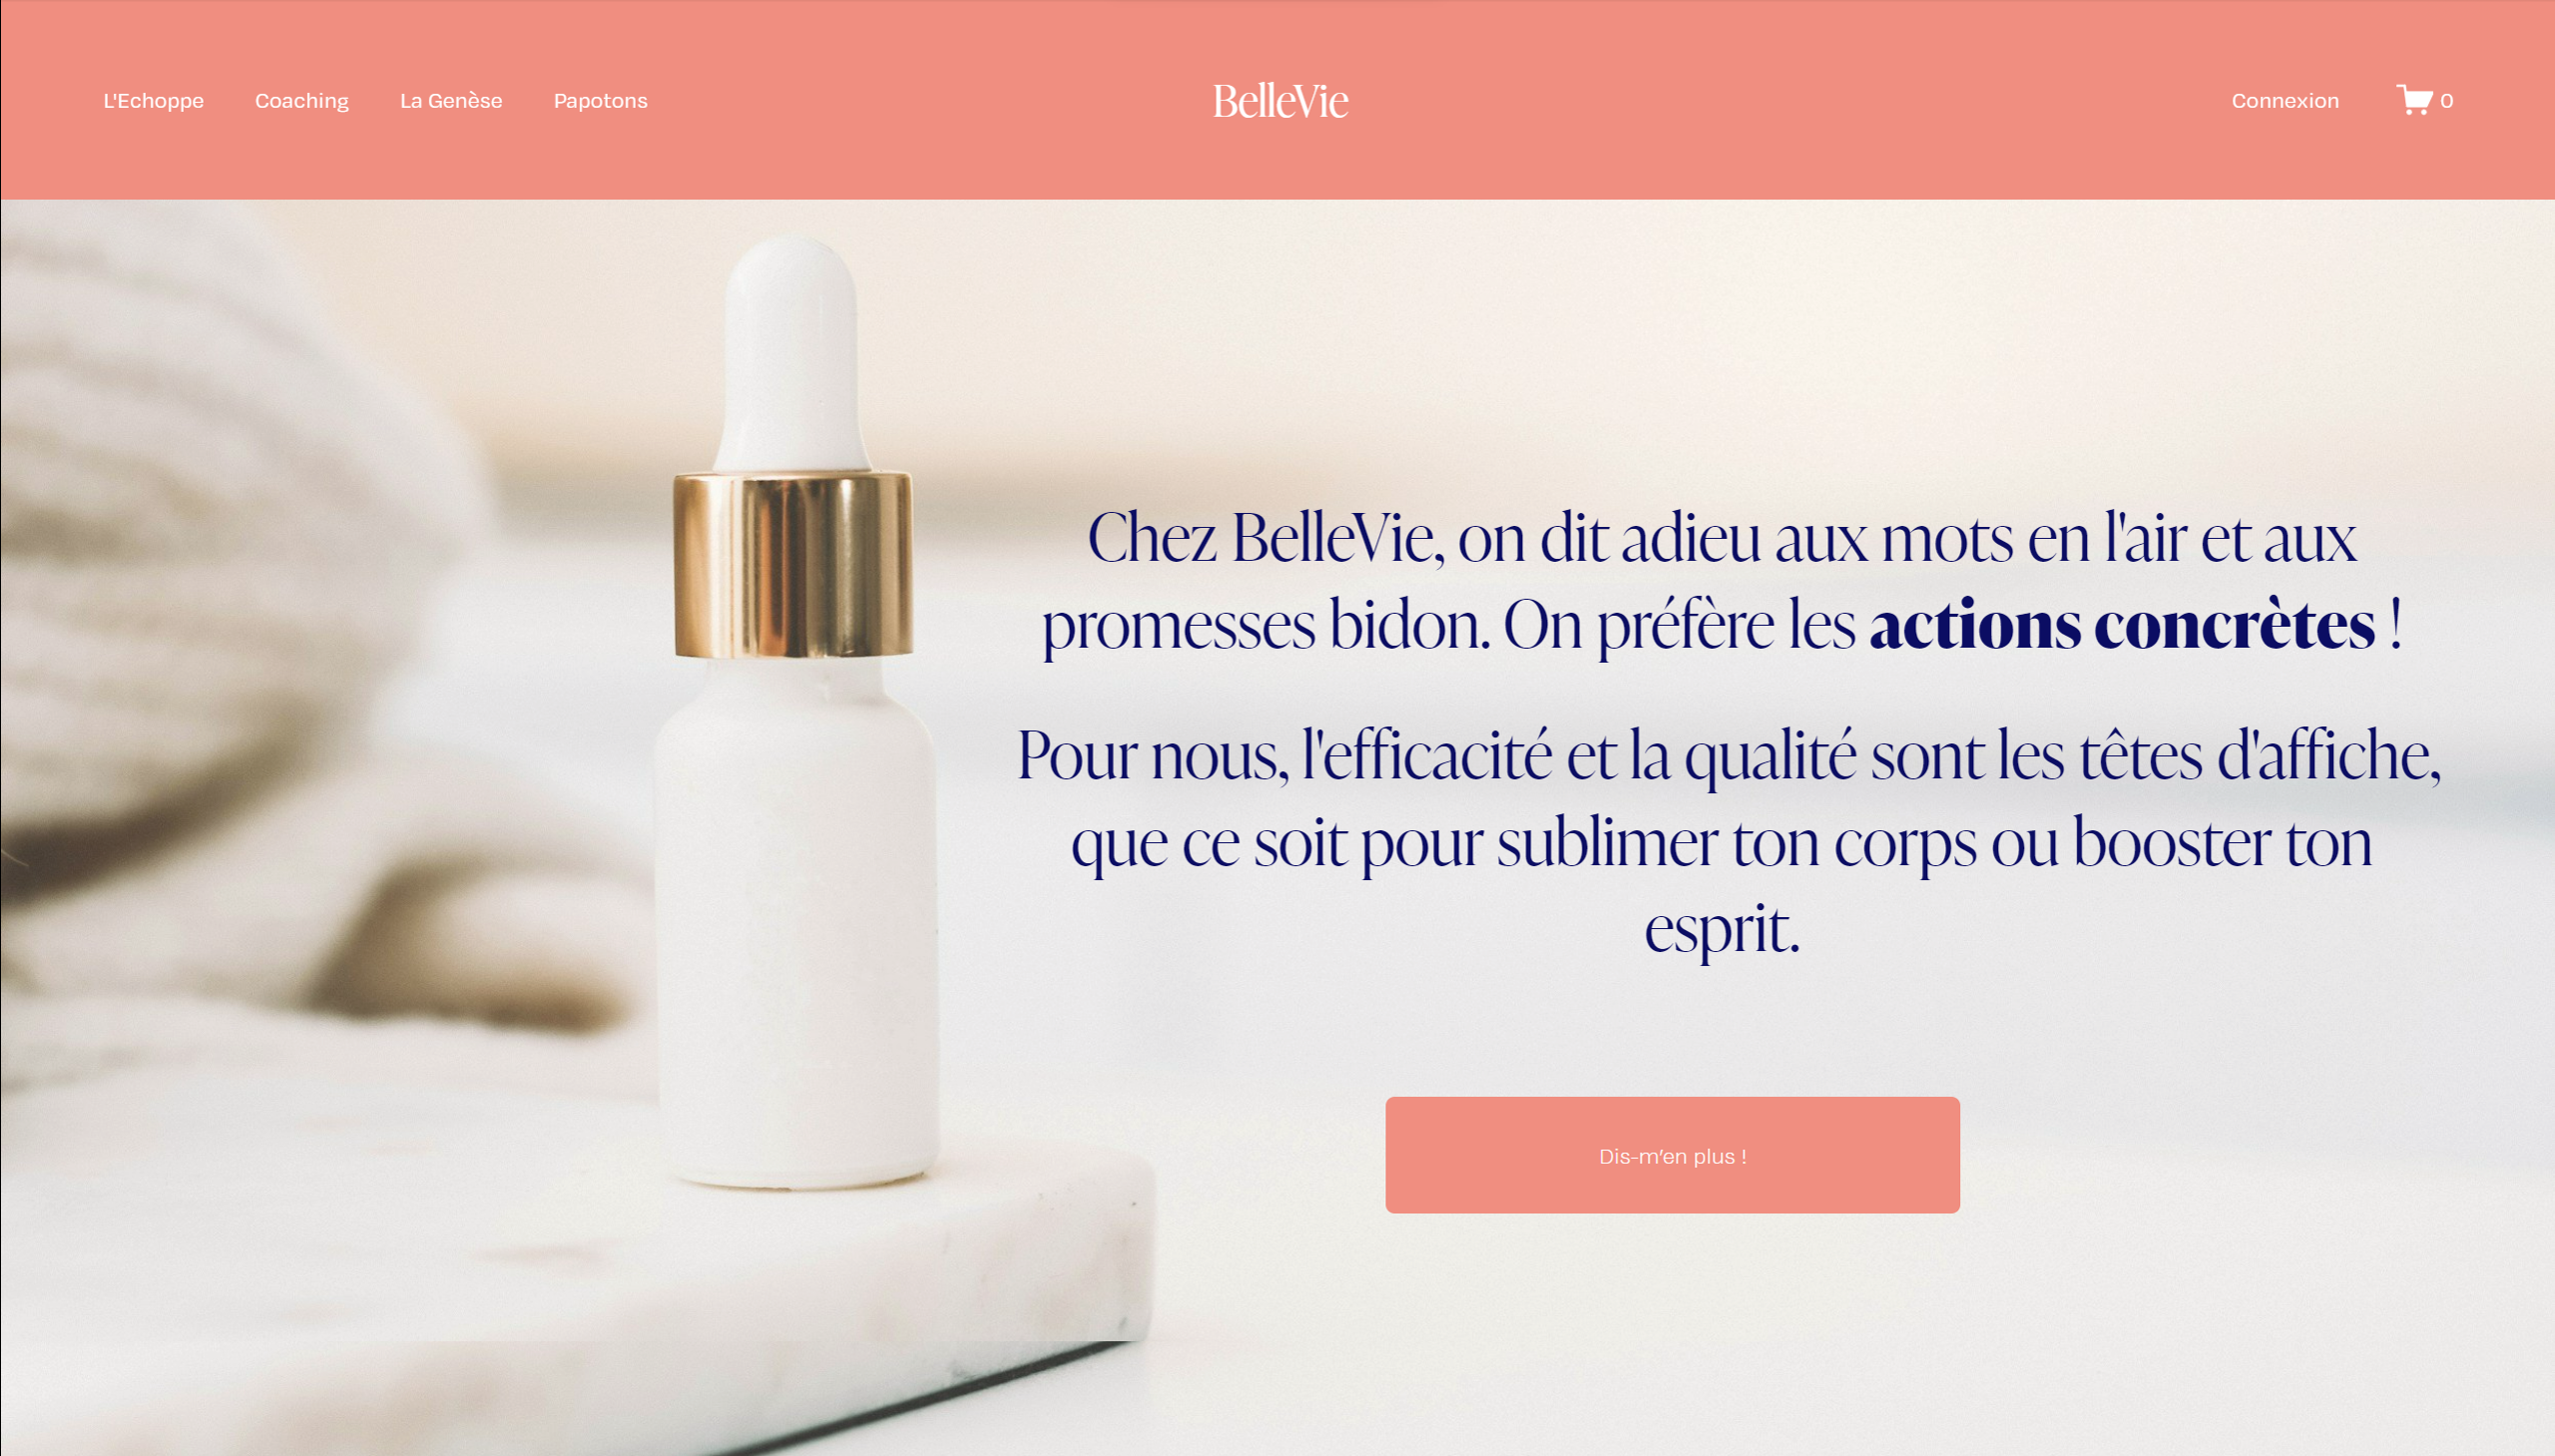 L'Echoppe
Coaching
La Genèse
Papotons
BelleVie
Connexion
0
Chez BelleVie, on dit adieu aux mots en l'air et aux
promesses bidon. On préfère les actions concrètes !
Pour nous, l'efficacité et la qualité sont les têtes d'affiche,
que ce soit pour sublimer ton corps ou booster ton
esprit.
Dis-m’en plus !